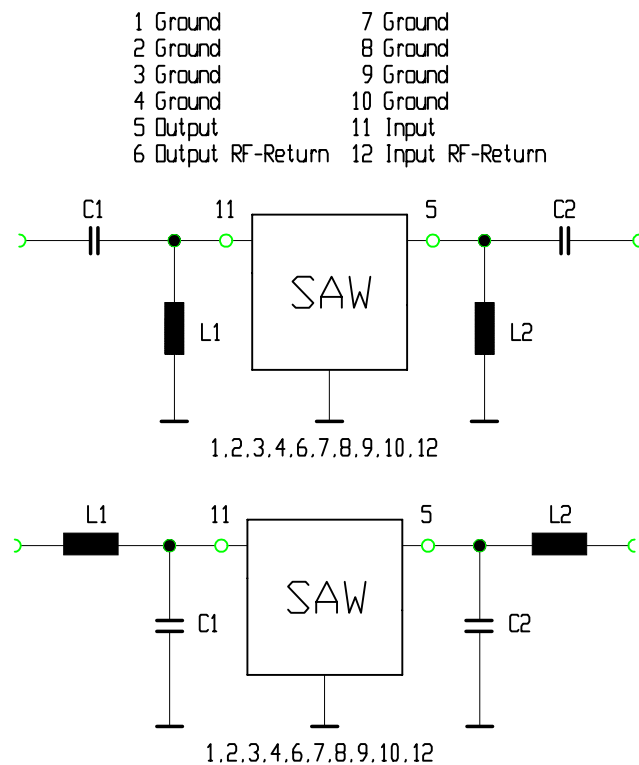 1 Ground 7 Ground
2 Ground 8 Ground
3 Ground 9 Ground
4 Ground 10 Ground
5 Output 11 Input
6 Output RF-Return 12 Input RF-Return
C1 11 5 C2
SAW
L1 L2
1,2,3,4,6,7,8,9,10,12
L1 11 5 L2
SAW
C1 C2
1,2,3,4,6,7,8,9,10,12